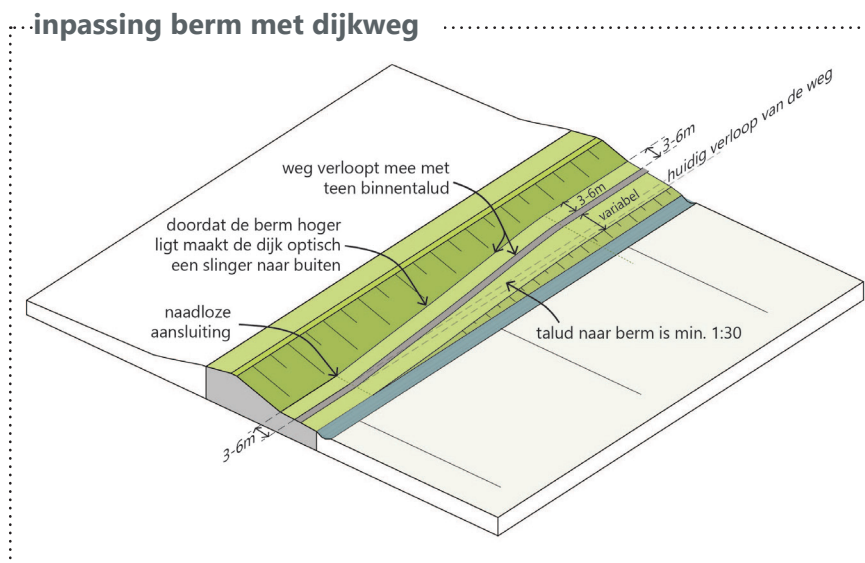 inpassing berm met dijkweg
3-6m
huidig verloop van de weg
weg verloopt mee met
teen binnentalud
3-6m
variabel
doordat de berm hoger
ligt maakt de dijk optisch
een slinger naar buiten
naadloze
aansluiting
talud naar berm is min. 1:30
3-6m